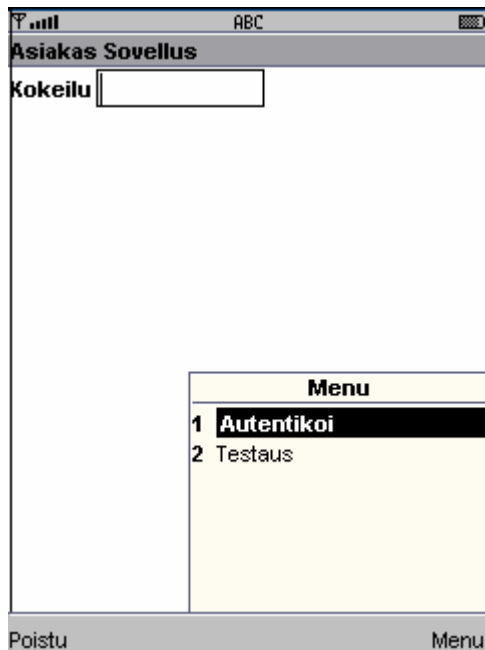 ABC
Asiakas Sovellus
Kokeilu
Menu
1 Autentikoi
2 Testaus
Poistu Menu